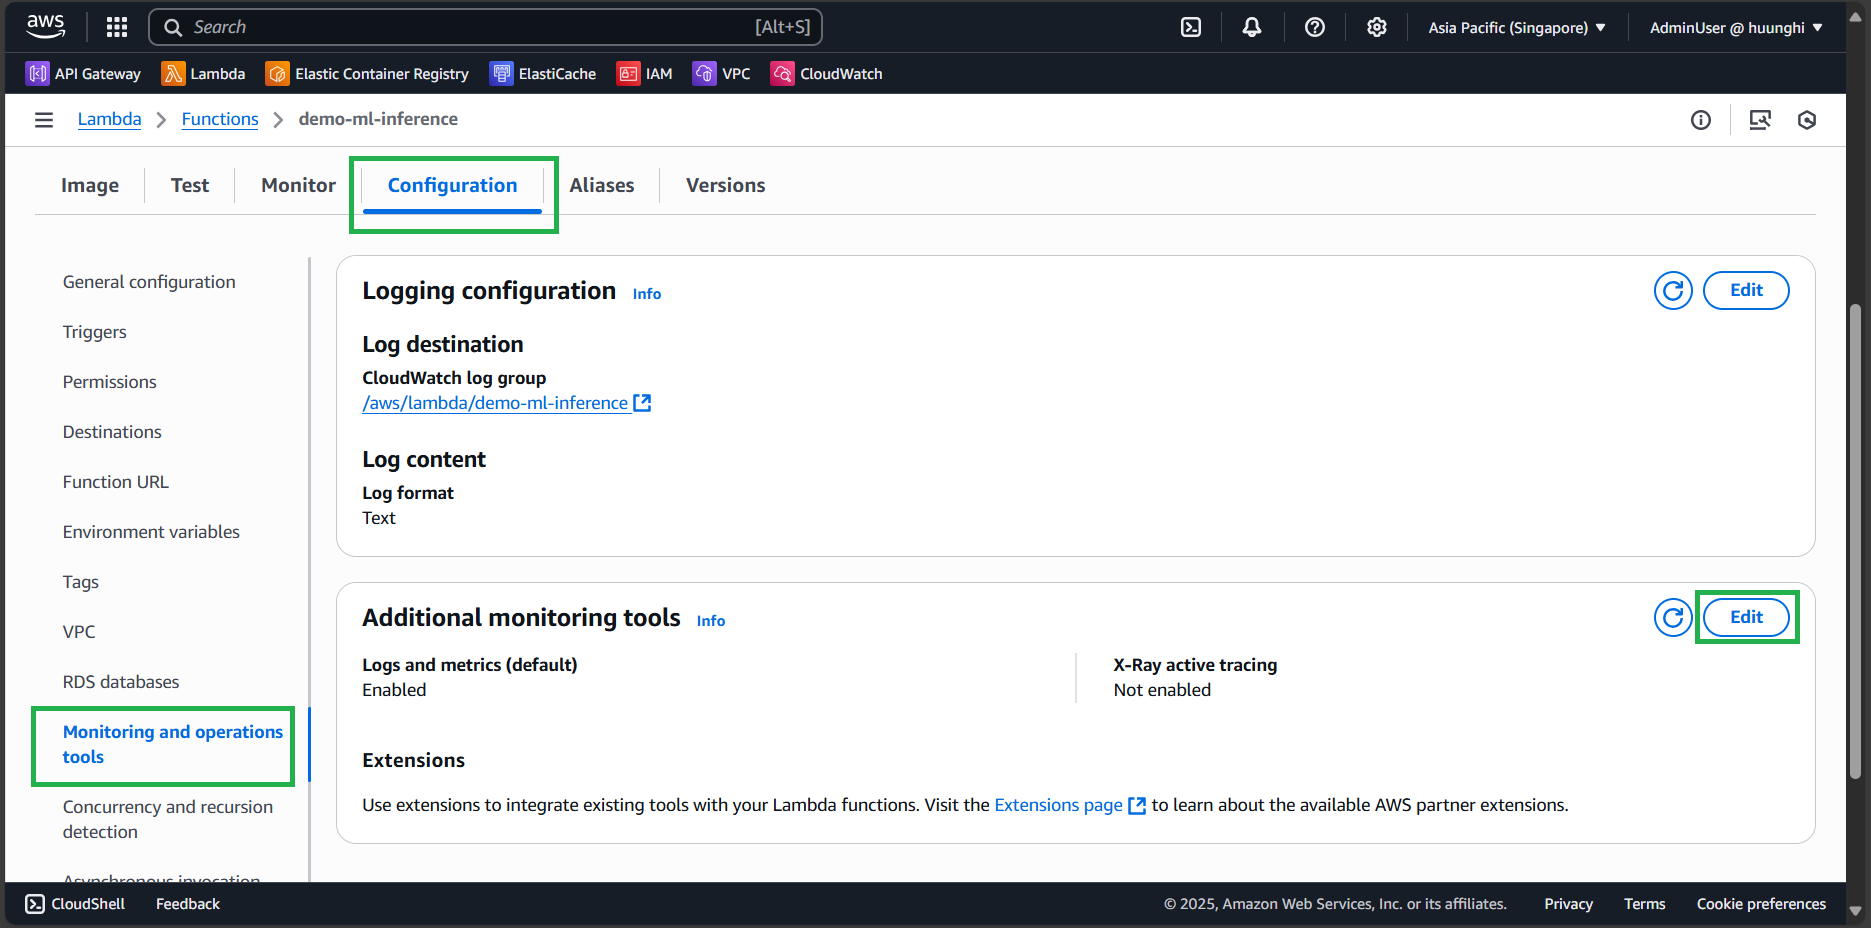 aws
Search [Alt+S]
Asia Pacific (Singapore)
AdminUser @ huunghi
API Gateway
Lambda
Elastic Container Registry
ElastiCache
IAM
VPC
CloudWatch
Lambda
Functions
demo-ml-inference
Image
Test
Monitor
Configuration
Aliases
Versions
General configuration
Triggers
Permissions
Destinations
Function URL
Environment variables
Tags
VPC
RDS databases
Monitoring and operations
tools
Concurrency and recursion
detection
Asynchronous invocation
Logging configuration Info
Edit
Log destination
CloudWatch log group
/aws/lambda/demo-ml-inference
Log content
Log format
Text
Additional monitoring tools Info
Edit
Logs and metrics (default)
Enabled
X-Ray active tracing
Not enabled
Extensions
Use extensions to integrate existing tools with your Lambda functions. Visit the Extensions page to learn about the available AWS partner extensions.
CloudShell
Feedback
© 2025, Amazon Web Services, Inc. or its affiliates.
Privacy
Terms
Cookie preferences